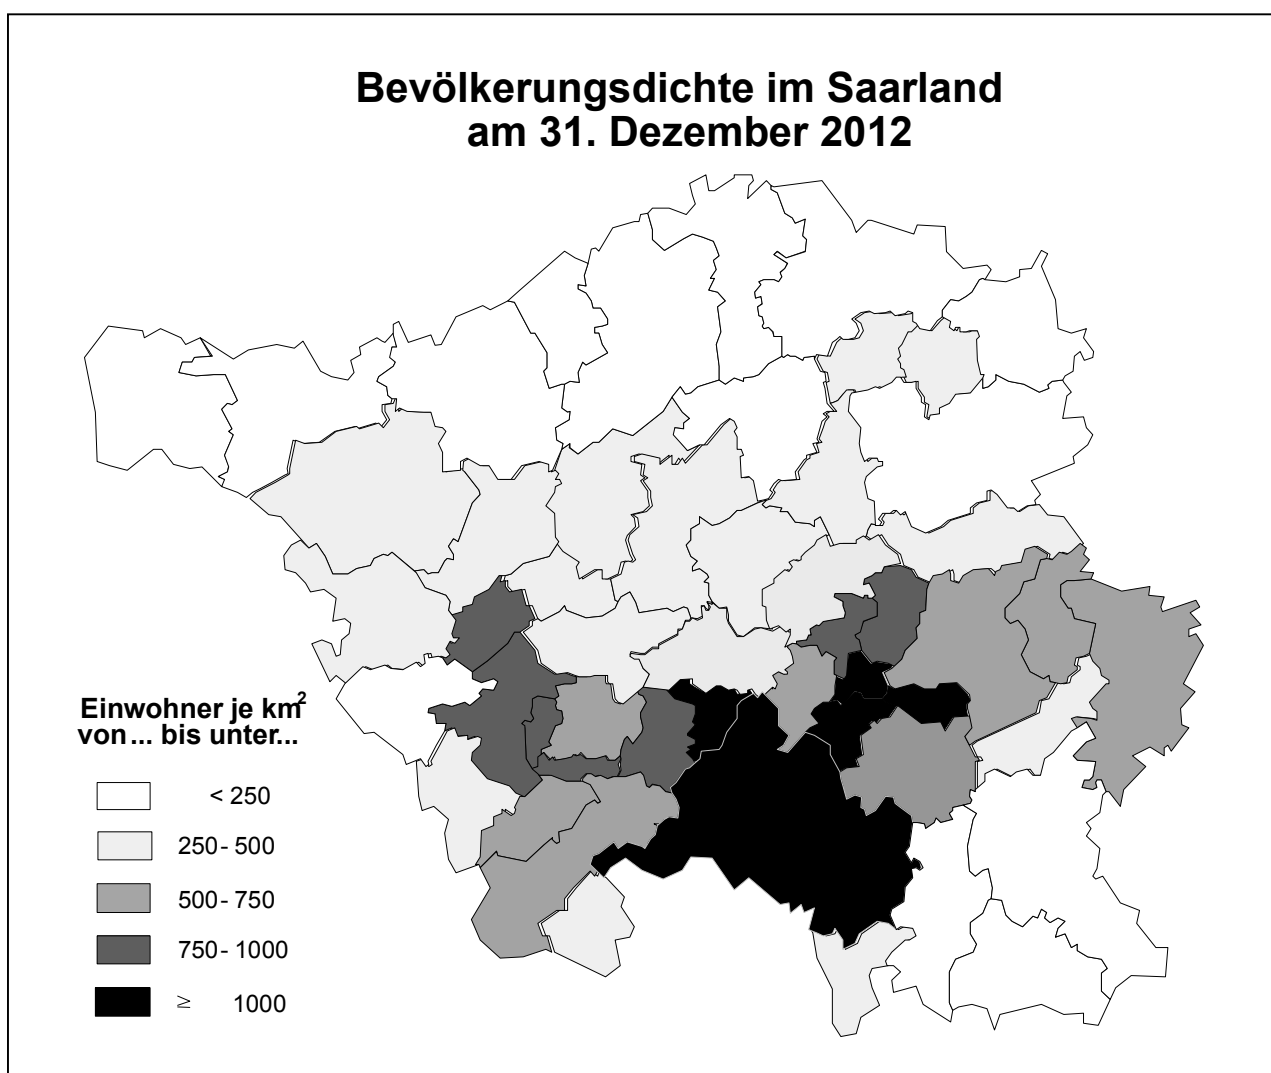 Bevölkerungsdichte im Saarland
am 31. Dezember 2012
Einwohner je km²
von ... bis unter...
< 250
250 - 500
500 - 750
750 - 1000
≥ 1000